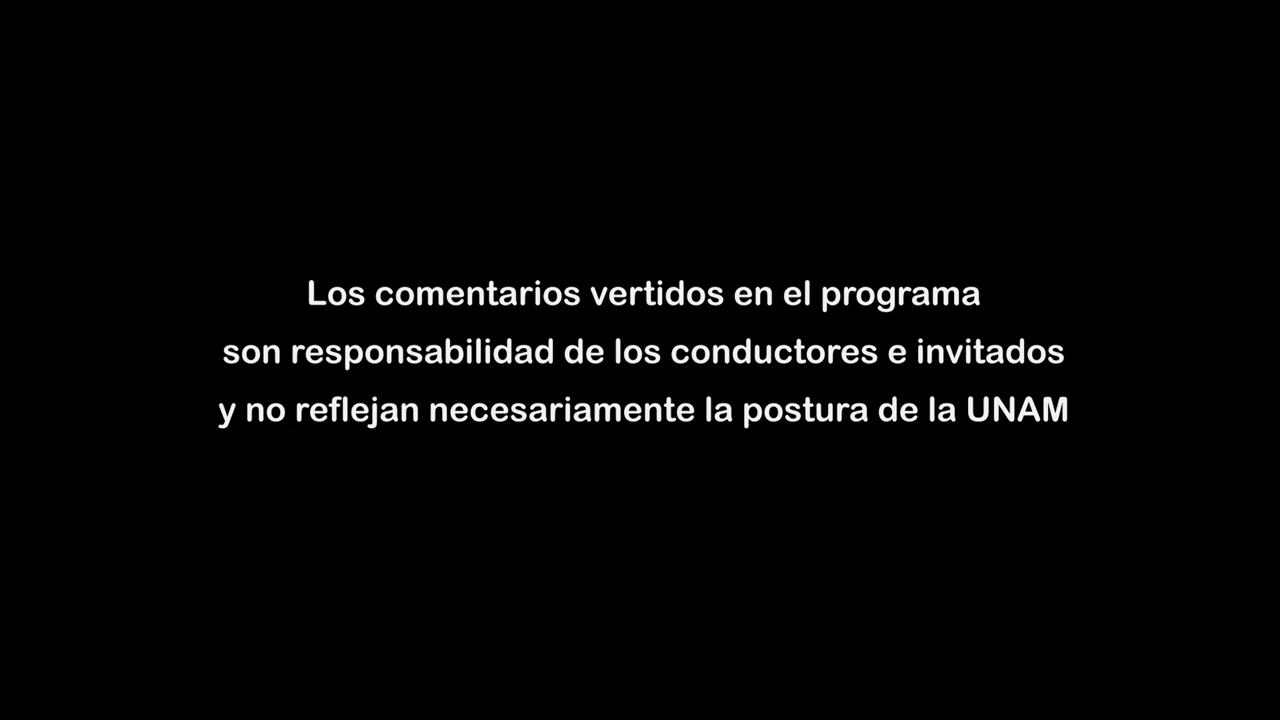 Los comentarios vertidos en el programa
son responsabilidad de los conductores e invitados
y no reflejan necesariamente la postura de la UNAM